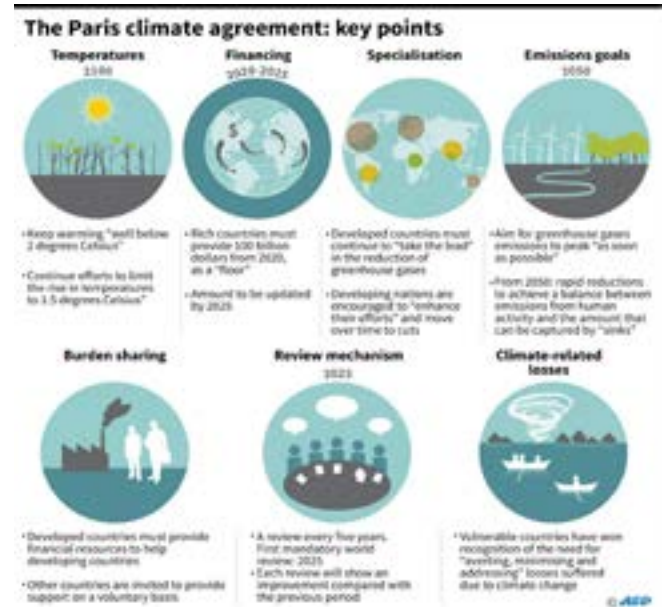 The Paris climate agreement: key points
Temperatures
2100
• Keep warming "well below
2 degrees Celsius"
• Continue efforts to limit
the rise in temperatures
to 1.5 degrees Celsius"
Financing
2020-2025
• Rich countries must
provide 100 billion
dollars from 2020,
as a "floor"
• Amount to be updated
by 2025
Specialisation
• Developed countries must
continue to "take the lead"
in the reduction of
greenhouse gases
• Developing nations are
encouraged to "enhance
their efforts" and move
over time to cuts
Emissions goals
2050
• Aim for greenhouse gases
emissions to peak "as soon
as possible"
• From 2050: rapid reductions
to achieve a balance between
emissions from human
activity and the amount that
can be captured by "sinks"
$
Burden sharing
• Developed countries must provide
financial resources to help
developing countries
• Other countries are invited to provide
support on a voluntary basis
Review mechanism
2023
• A review every five years.
First mandatory world
review: 2025
• Each review will show an
improvement compared with
the previous period
Climate-related
losses
• Vulnerable countries have won
recognition of the need for
"averting, minimising and
addressing" losses suffered
due to climate change
© AFP